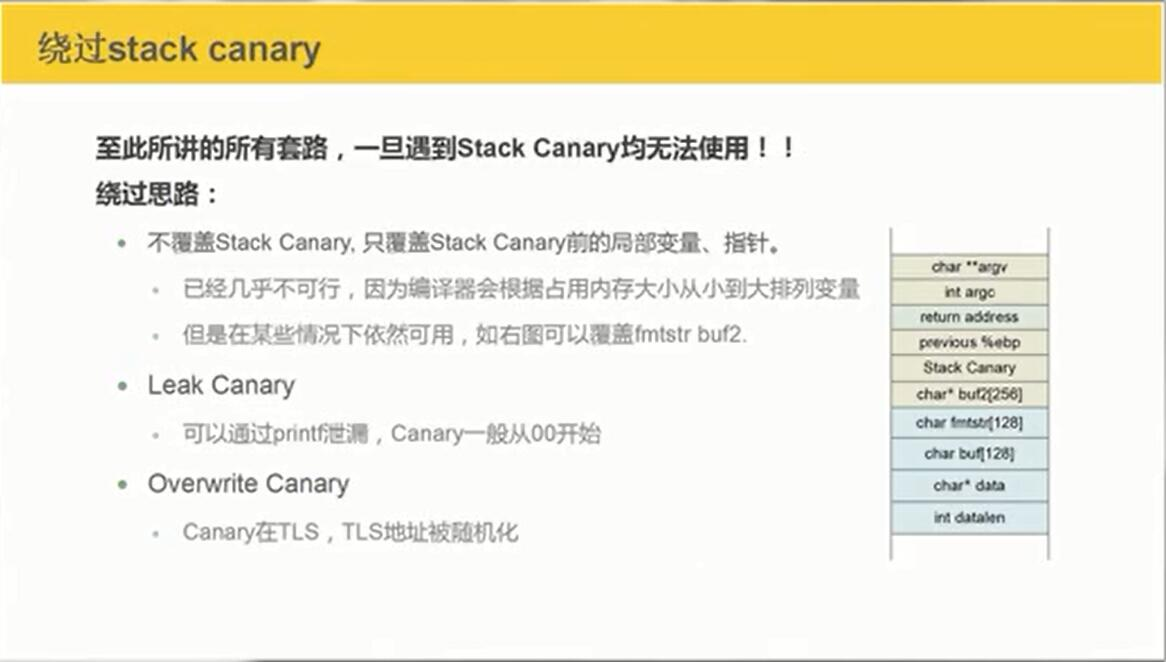 绕过stack canary
至此所讲的所有套路，一旦遇到Stack Canary均无法使用！！
绕过思路：
不覆盖Stack Canary, 只覆盖Stack Canary前的局部变量、指针。
已经几乎不可行，因为编译器会根据占用内存大小从小到大排列变量
但是在某些情况下依然可用，如右图可以覆盖fmtstr buf2.
Leak Canary
可以通过printf泄漏，Canary一般从00开始
Overwrite Canary
Canary在TLS，TLS地址被随机化
char **argv
int argc
return address
previous %ebp
Stack Canary
char* buf2[256]
char fmtstr[128]
char buf[128]
char* data
int datalen